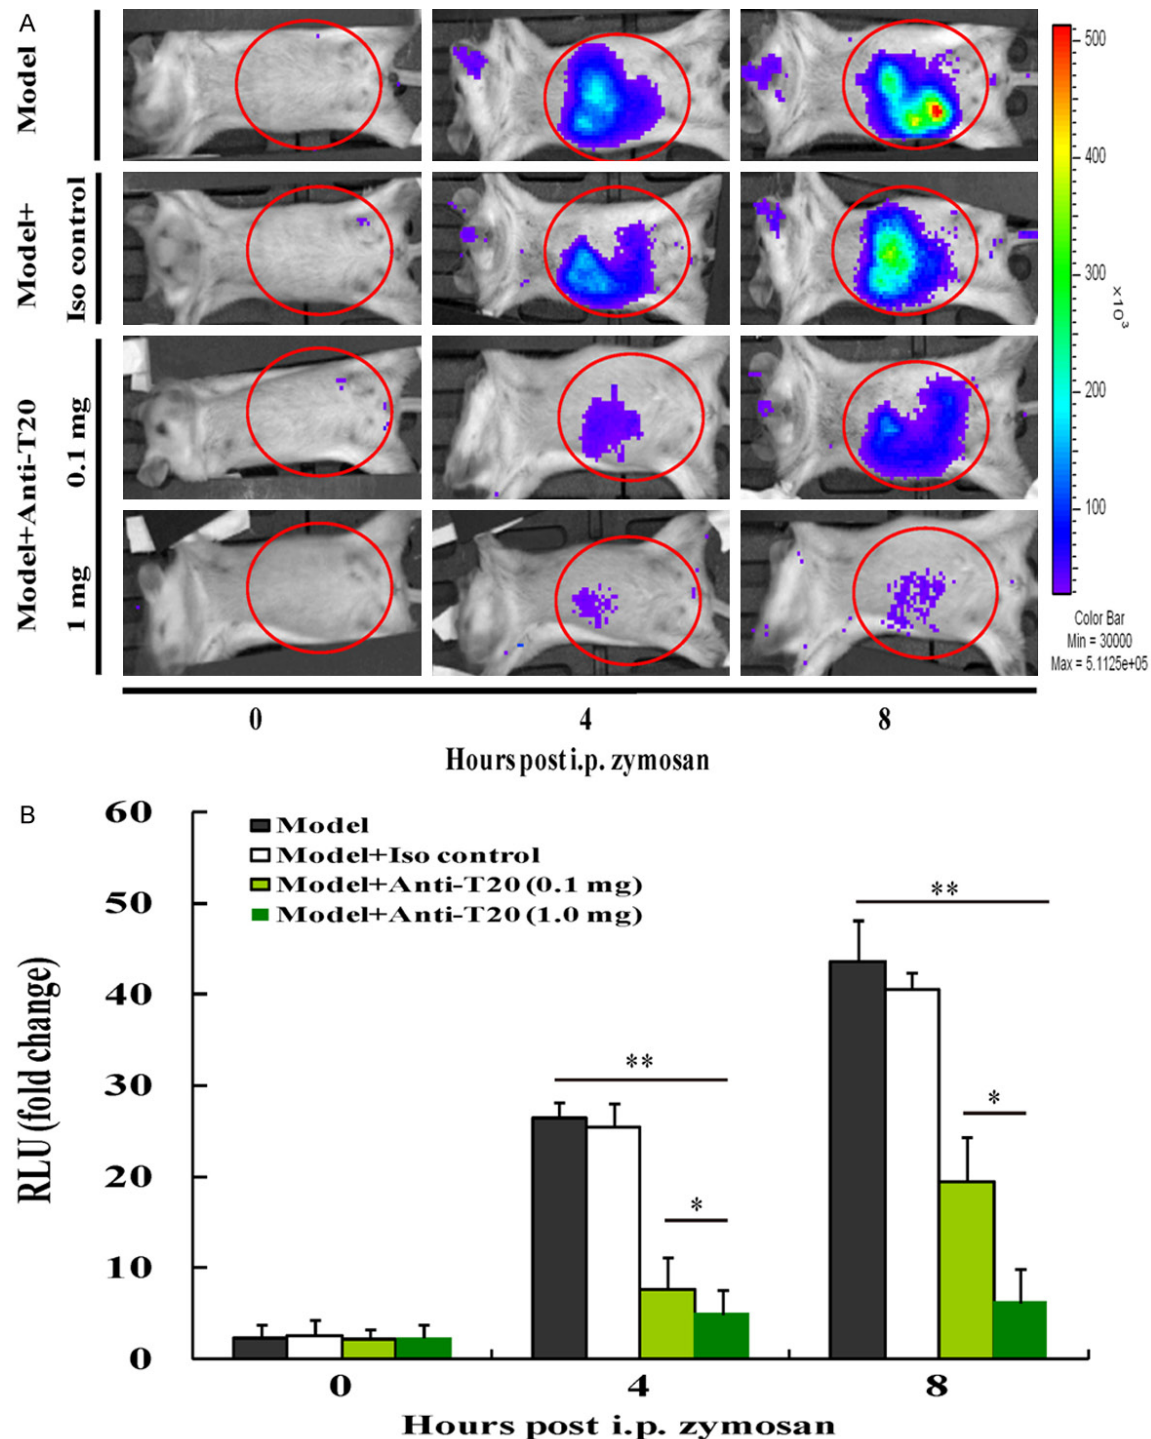 A
Model
Model+
Iso control
Model+Anti-T20
0.1 mg
1 mg
500
400
300
200
100
×10³
Color Bar
Min = 30000
Max = 5.1125e+05
0 4 8
Hours post i.p. zymosan
B
60
50
40
30
20
10
0
RLU (fold change)
Model
Model+Iso control
Model+Anti-T20 (0.1 mg)
Model+Anti-T20 (1.0 mg)
**
*
**
*
0 4 8
Hours post i.p. zymosan